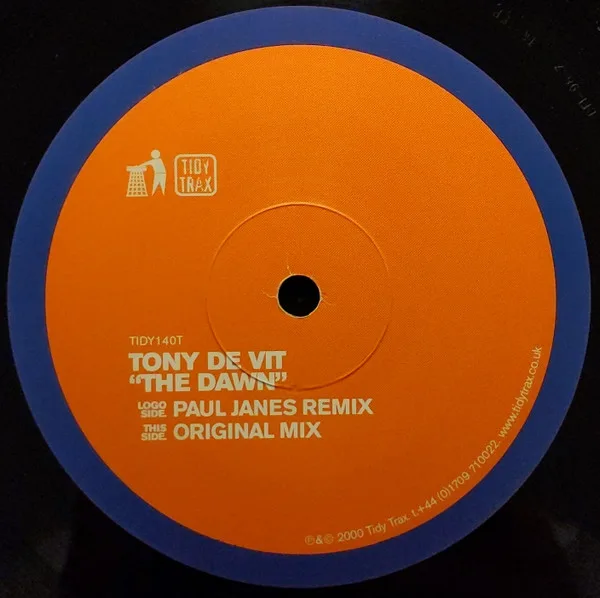 TIDY
TRAX
TIDY140T
TONY DE VIT
“THE DAWN”
LOGO SIDE. PAUL JANES REMIX
THIS SIDE. ORIGINAL MIX
℗&© 2000 Tidy Trax. t.+44 (0)1709 710022. www.tidytrax.co.uk